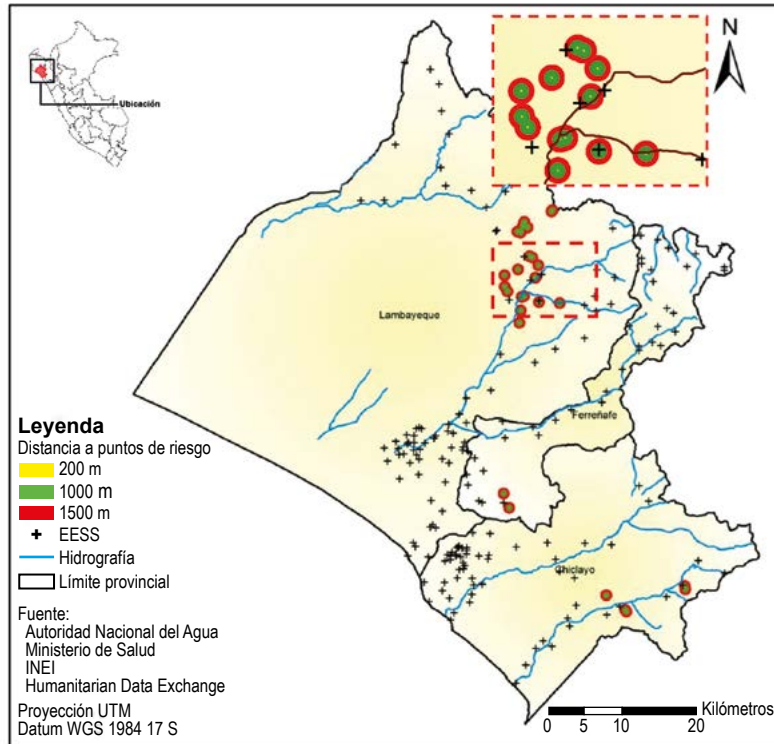 Ubicación
N
Lambayeque
Ferreñafe
Chiclayo
Leyenda
Distancia a puntos de riesgo
200 m
1000 m
1500 m
EESS
Hidrografía
Límite provincial
Fuente:
Autoridad Nacional del Agua
Ministerio de Salud
INEI
Humanitarian Data Exchange
Proyección UTM
Datum WGS 1984 17 S
Kilómetros
0 5 10 20